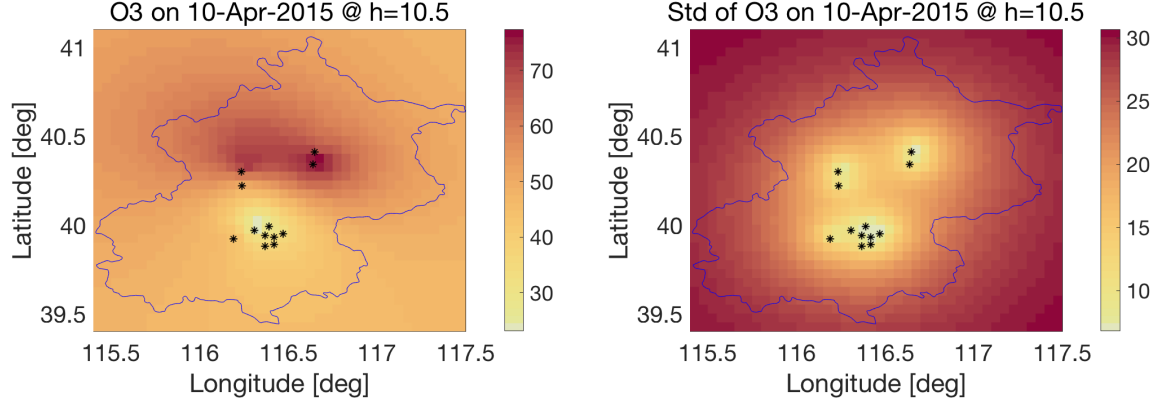 O3 on 10-Apr-2015 @ h=10.5
41
40.5
40
39.5
Latitude [deg]
115.5 116 116.5 117 117.5
Longitude [deg]
70
60
50
40
30
Std of O3 on 10-Apr-2015 @ h=10.5
41
40.5
40
39.5
Latitude [deg]
115.5 116 116.5 117 117.5
Longitude [deg]
30
25
20
15
10